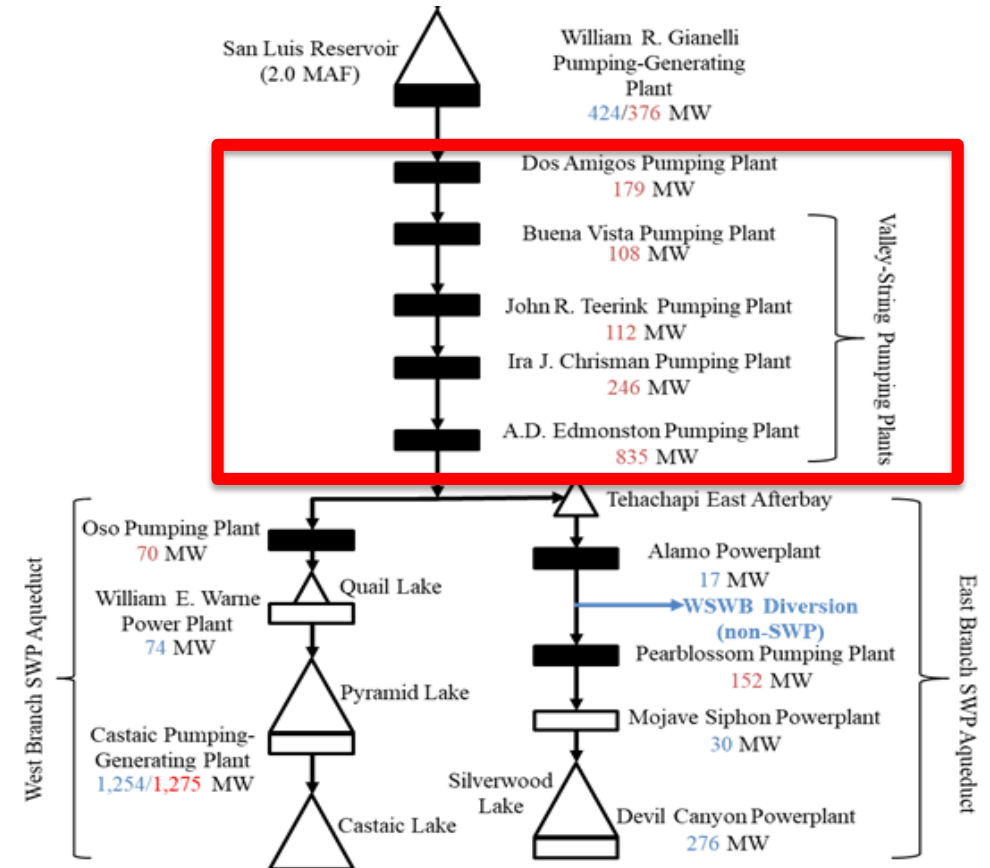 San Luis Reservoir
(2.0 MAF)
William R. Gianelli
Pumping-Generating
Plant
424/376 MW
Dos Amigos Pumping Plant
179 MW
Buena Vista Pumping Plant
108 MW
John R. Teerink Pumping Plant
112 MW
Ira J. Chrisman Pumping Plant
246 MW
A.D. Edmonston Pumping Plant
835 MW
Valley-String Pumping Plants
Tehachapi East Afterbay
Oso Pumping Plant
70 MW
Quail Lake
William E. Warne
Power Plant
74 MW
Pyramid Lake
Castaic Pumping-
Generating Plant
1,254/1,275 MW
Castaic Lake
West Branch SWP Aqueduct
Alamo Powerplant
17 MW
WSWB Diversion
(non-SWP)
Pearblossom Pumping Plant
152 MW
Mojave Siphon Powerplant
30 MW
Silverwood
Lake
Devil Canyon Powerplant
276 MW
East Branch SWP Aqueduct